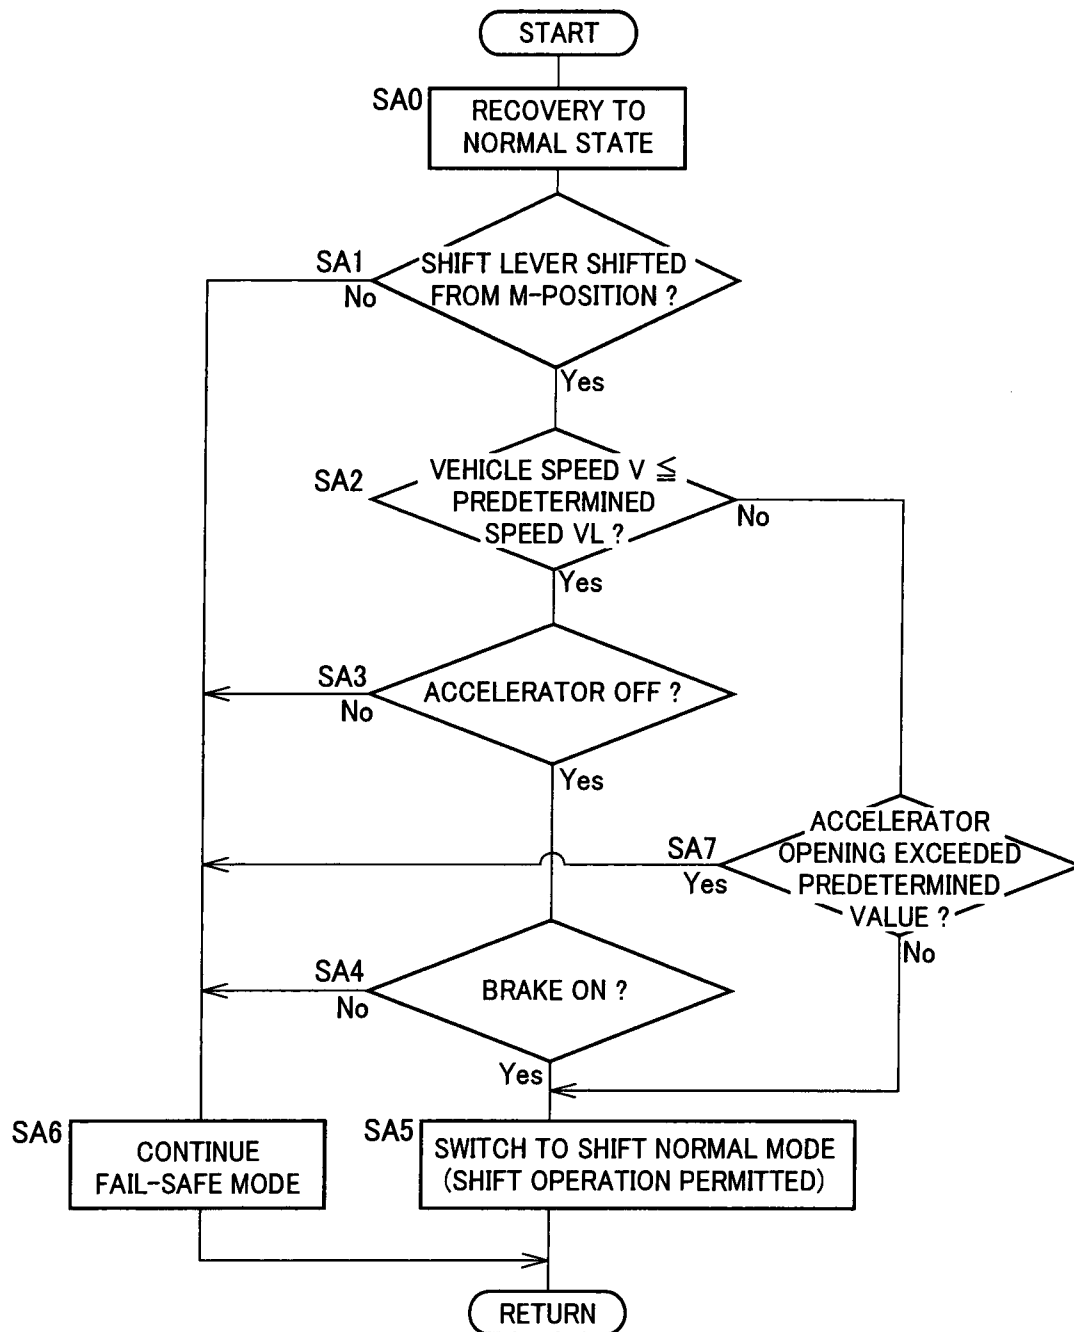 START
SA0
RECOVERY TO
NORMAL STATE
SA1
SHIFT LEVER SHIFTED
FROM M-POSITION ?
No
Yes
SA2
VEHICLE SPEED V ≦
PREDETERMINED
SPEED VL ?
No
Yes
SA3
ACCELERATOR OFF ?
No
Yes
SA7
ACCELERATOR
OPENING EXCEEDED
PREDETERMINED
VALUE ?
Yes
No
SA4
BRAKE ON ?
No
Yes
SA6
CONTINUE
FAIL-SAFE MODE
SA5
SWITCH TO SHIFT NORMAL MODE
(SHIFT OPERATION PERMITTED)
RETURN